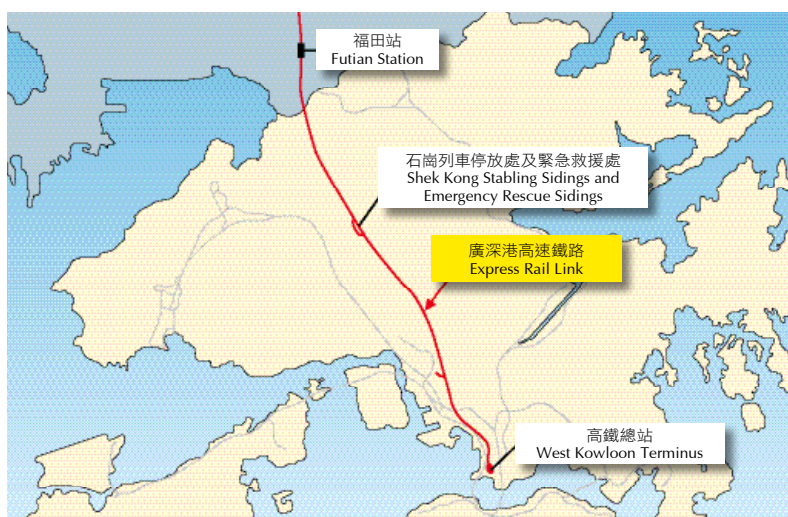 福田站
Futian Station
石崗列車停放處及緊急救援處
Shek Kong Stabling Sidings and
Emergency Rescue Sidings
廣深港高速鐵路
Express Rail Link
高鐵總站
West Kowloon Terminus